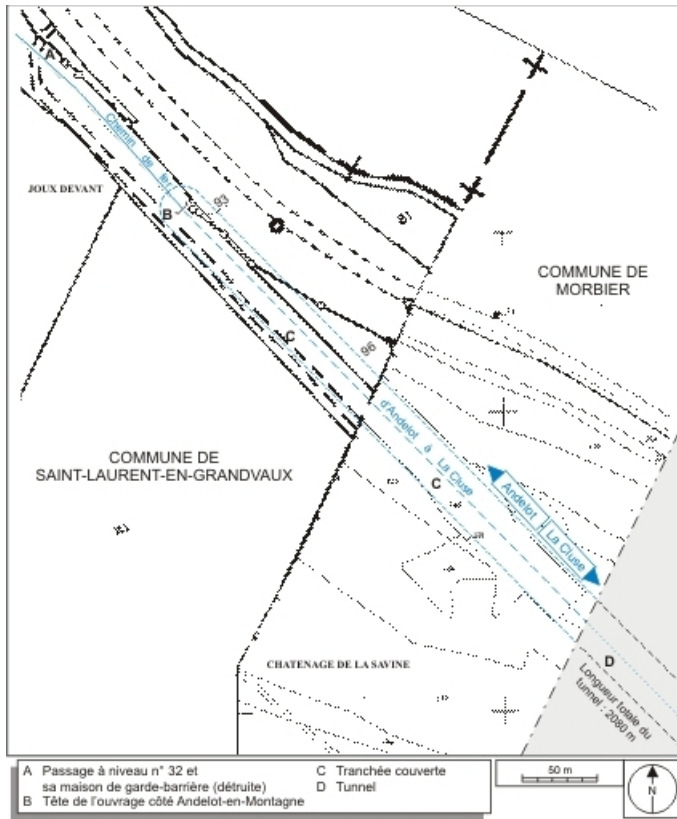 A
Chemin de fer
JOUX DEVANT
B
93
COMMUNE DE
MORBIER
C
96
d'Andelot à La Cluse
COMMUNE DE
SAINT-LAURENT-EN-GRANDVAUX
C
Andelot
La Cluse
CHATENAGE DE LA SAVINE
D
Longueur totale du
tunnel : 2080 m
A Passage à niveau n° 32 et
sa maison de garde-barrière (détruite)
B Tête de l'ouvrage côté Andelot-en-Montagne
C Tranchée couverte
D Tunnel
50 m
N